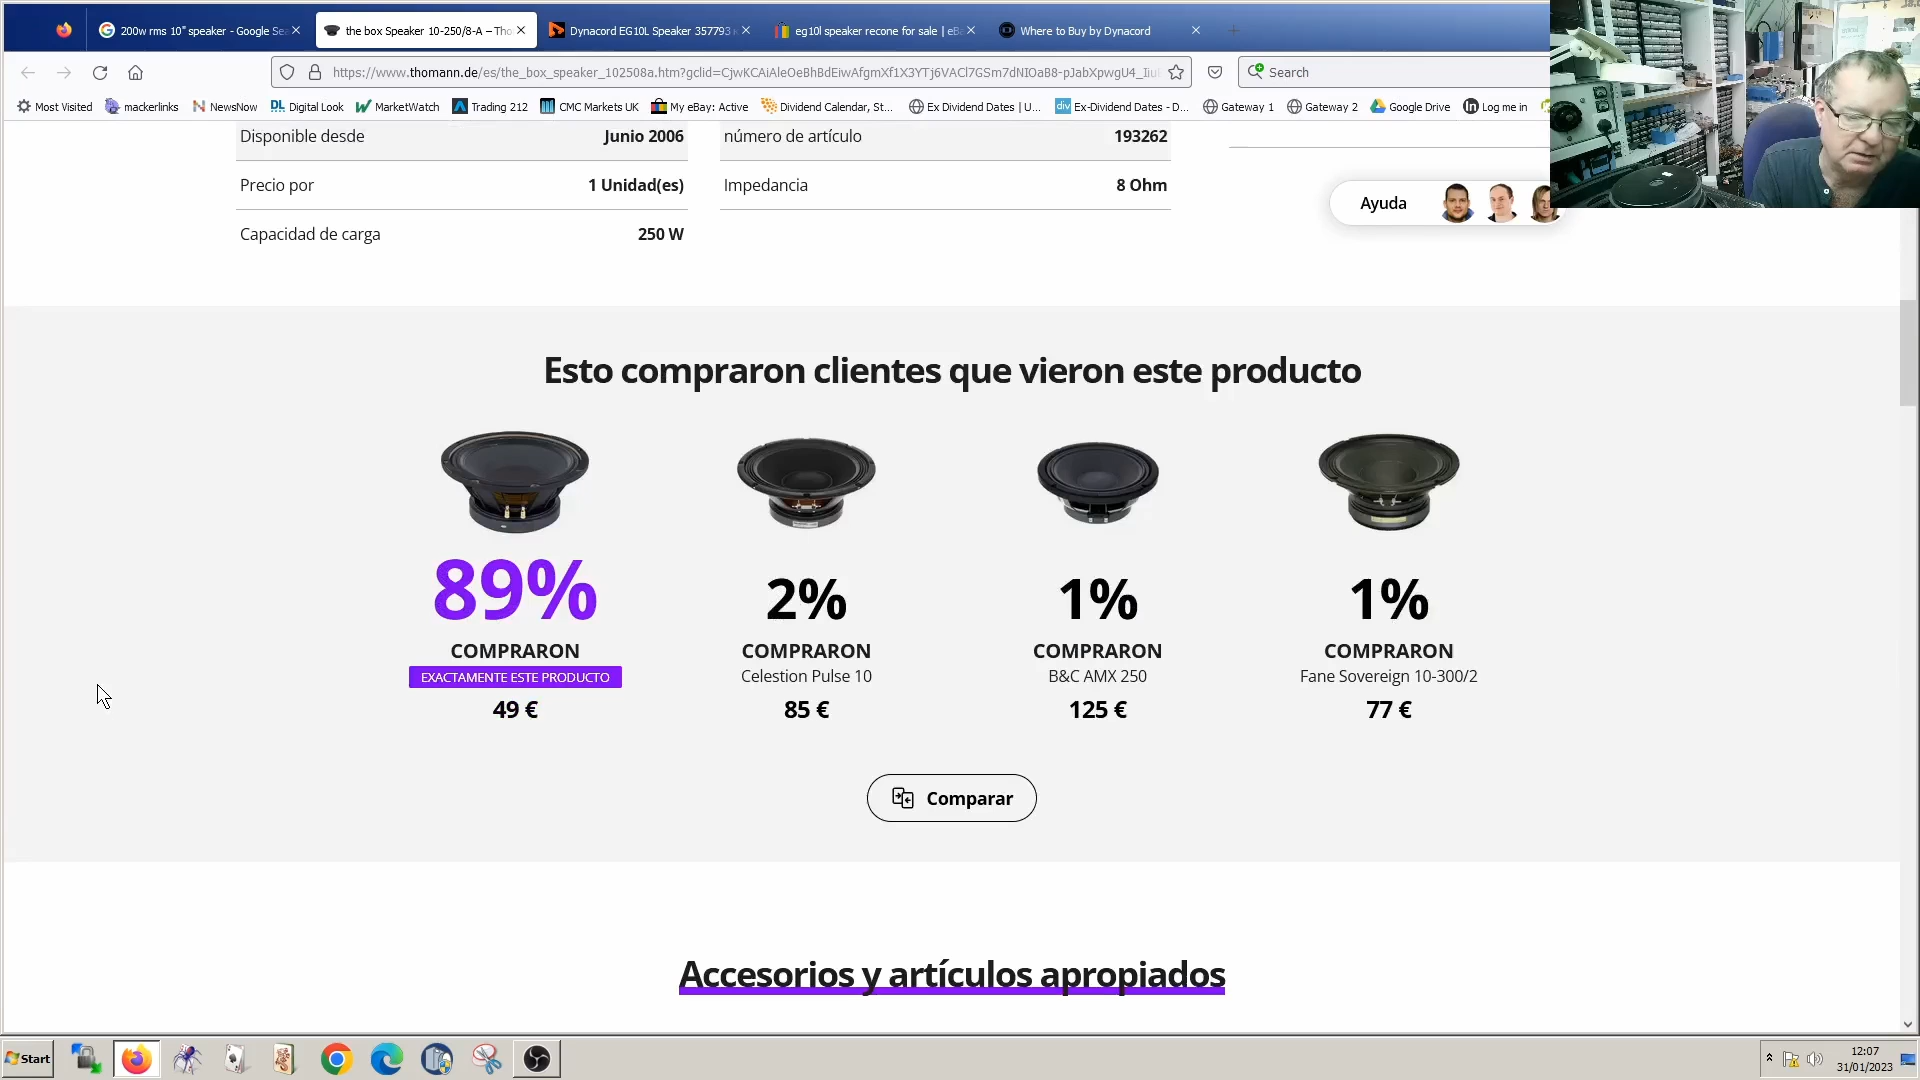 200w rms 10" speaker - Google Se
the box Speaker 10-250/8-A – Tho
Dynacord EG10L Speaker 357793
eg10l speaker recone for sale | eB
Where to Buy by Dynacord
https://www.thomann.de/es/the_box_speaker_102508a.htm?gclid=CjwKCAiAleOeBhBdEiwAfgmXf1X3YTj6VACl7GSm7dNIOaB8-pJabXpwgU4_Iiu
Search
Most Visited
mackerlinks
NewsNow
Digital Look
MarketWatch
Trading 212
CMC Markets UK
My eBay: Active
Dividend Calendar, St...
Ex Dividend Dates | U...
Ex-Dividend Dates - D...
Gateway 1
Gateway 2
Google Drive
Log me in
Disponible desde Junio 2006
número de artículo 193262
Precio por 1 Unidad(es)
Impedancia 8 Ohm
Capacidad de carga 250 W
Ayuda
Esto compraron clientes que vieron este producto
89%
COMPRARON
EXACTAMENTE ESTE PRODUCTO
49 €
2%
COMPRARON
Celestion Pulse 10
85 €
1%
COMPRARON
B&C AMX 250
125 €
1%
COMPRARON
Fane Sovereign 10-300/2
77 €
Comparar
Accesorios y artículos apropiados
Start
12:07
31/01/2023